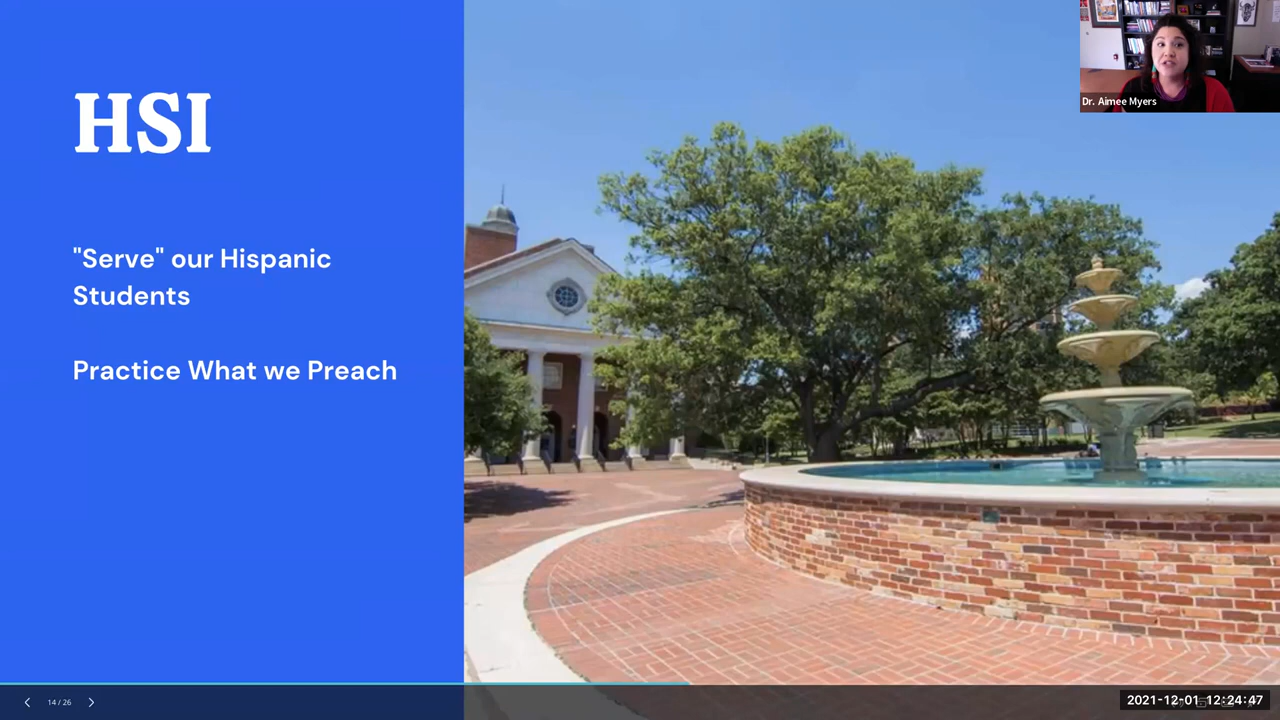 HSI
"Serve" our Hispanic
Students
Practice What we Preach
Dr. Aimee Myers
14 / 26
2021-12-01 12:24:47